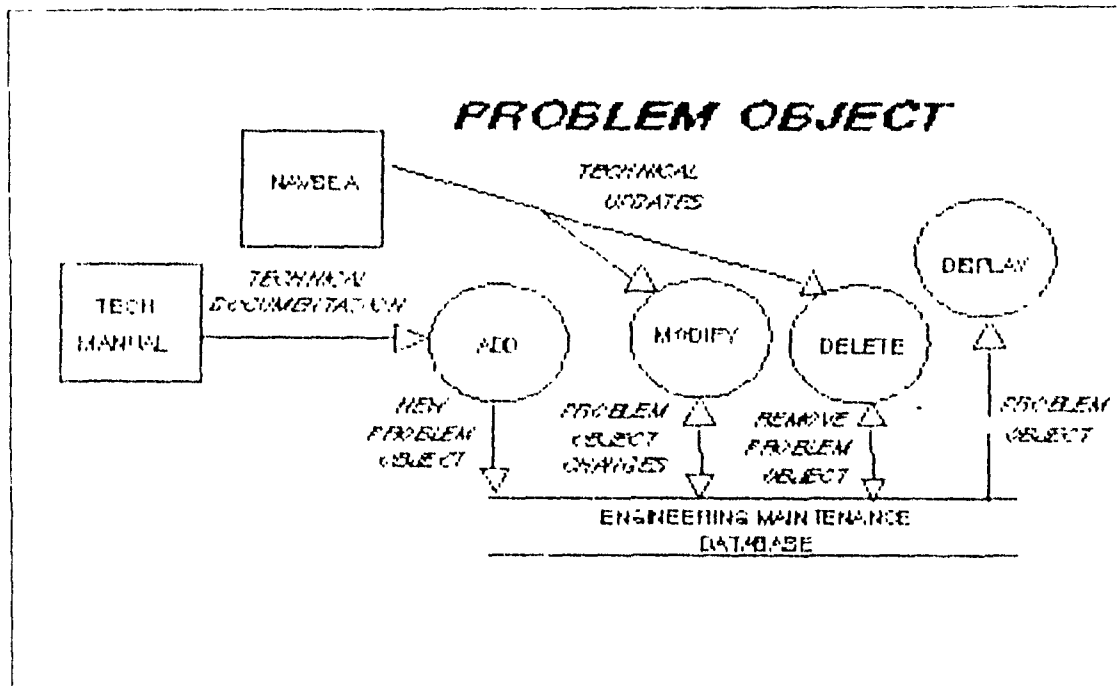 PROBLEM OBJECT
NAVSEA
TECHNICAL
UPDATES
DISPLAY
TECHNICAL
DOCUMENTATION
TECH
MANUAL
ADD
MODIFY
DELETE
NEW
PROBLEM
OBJECT
PROBLEM
OBJECT
CHANGES
REMOVE
PROBLEM
OBJECT
PROBLEM
OBJECT
ENGINEERING MAINTENANCE
DATABASE